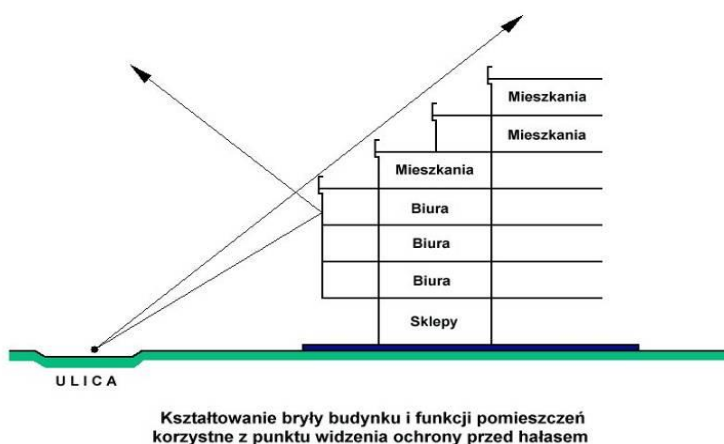 Mieszkania
Mieszkania
Mieszkania
Biura
Biura
Biura
Sklepy
ULICA
Kształtowanie bryły budynku i funkcji pomieszczeń
korzystne z punktu widzenia ochrony przed hałasem